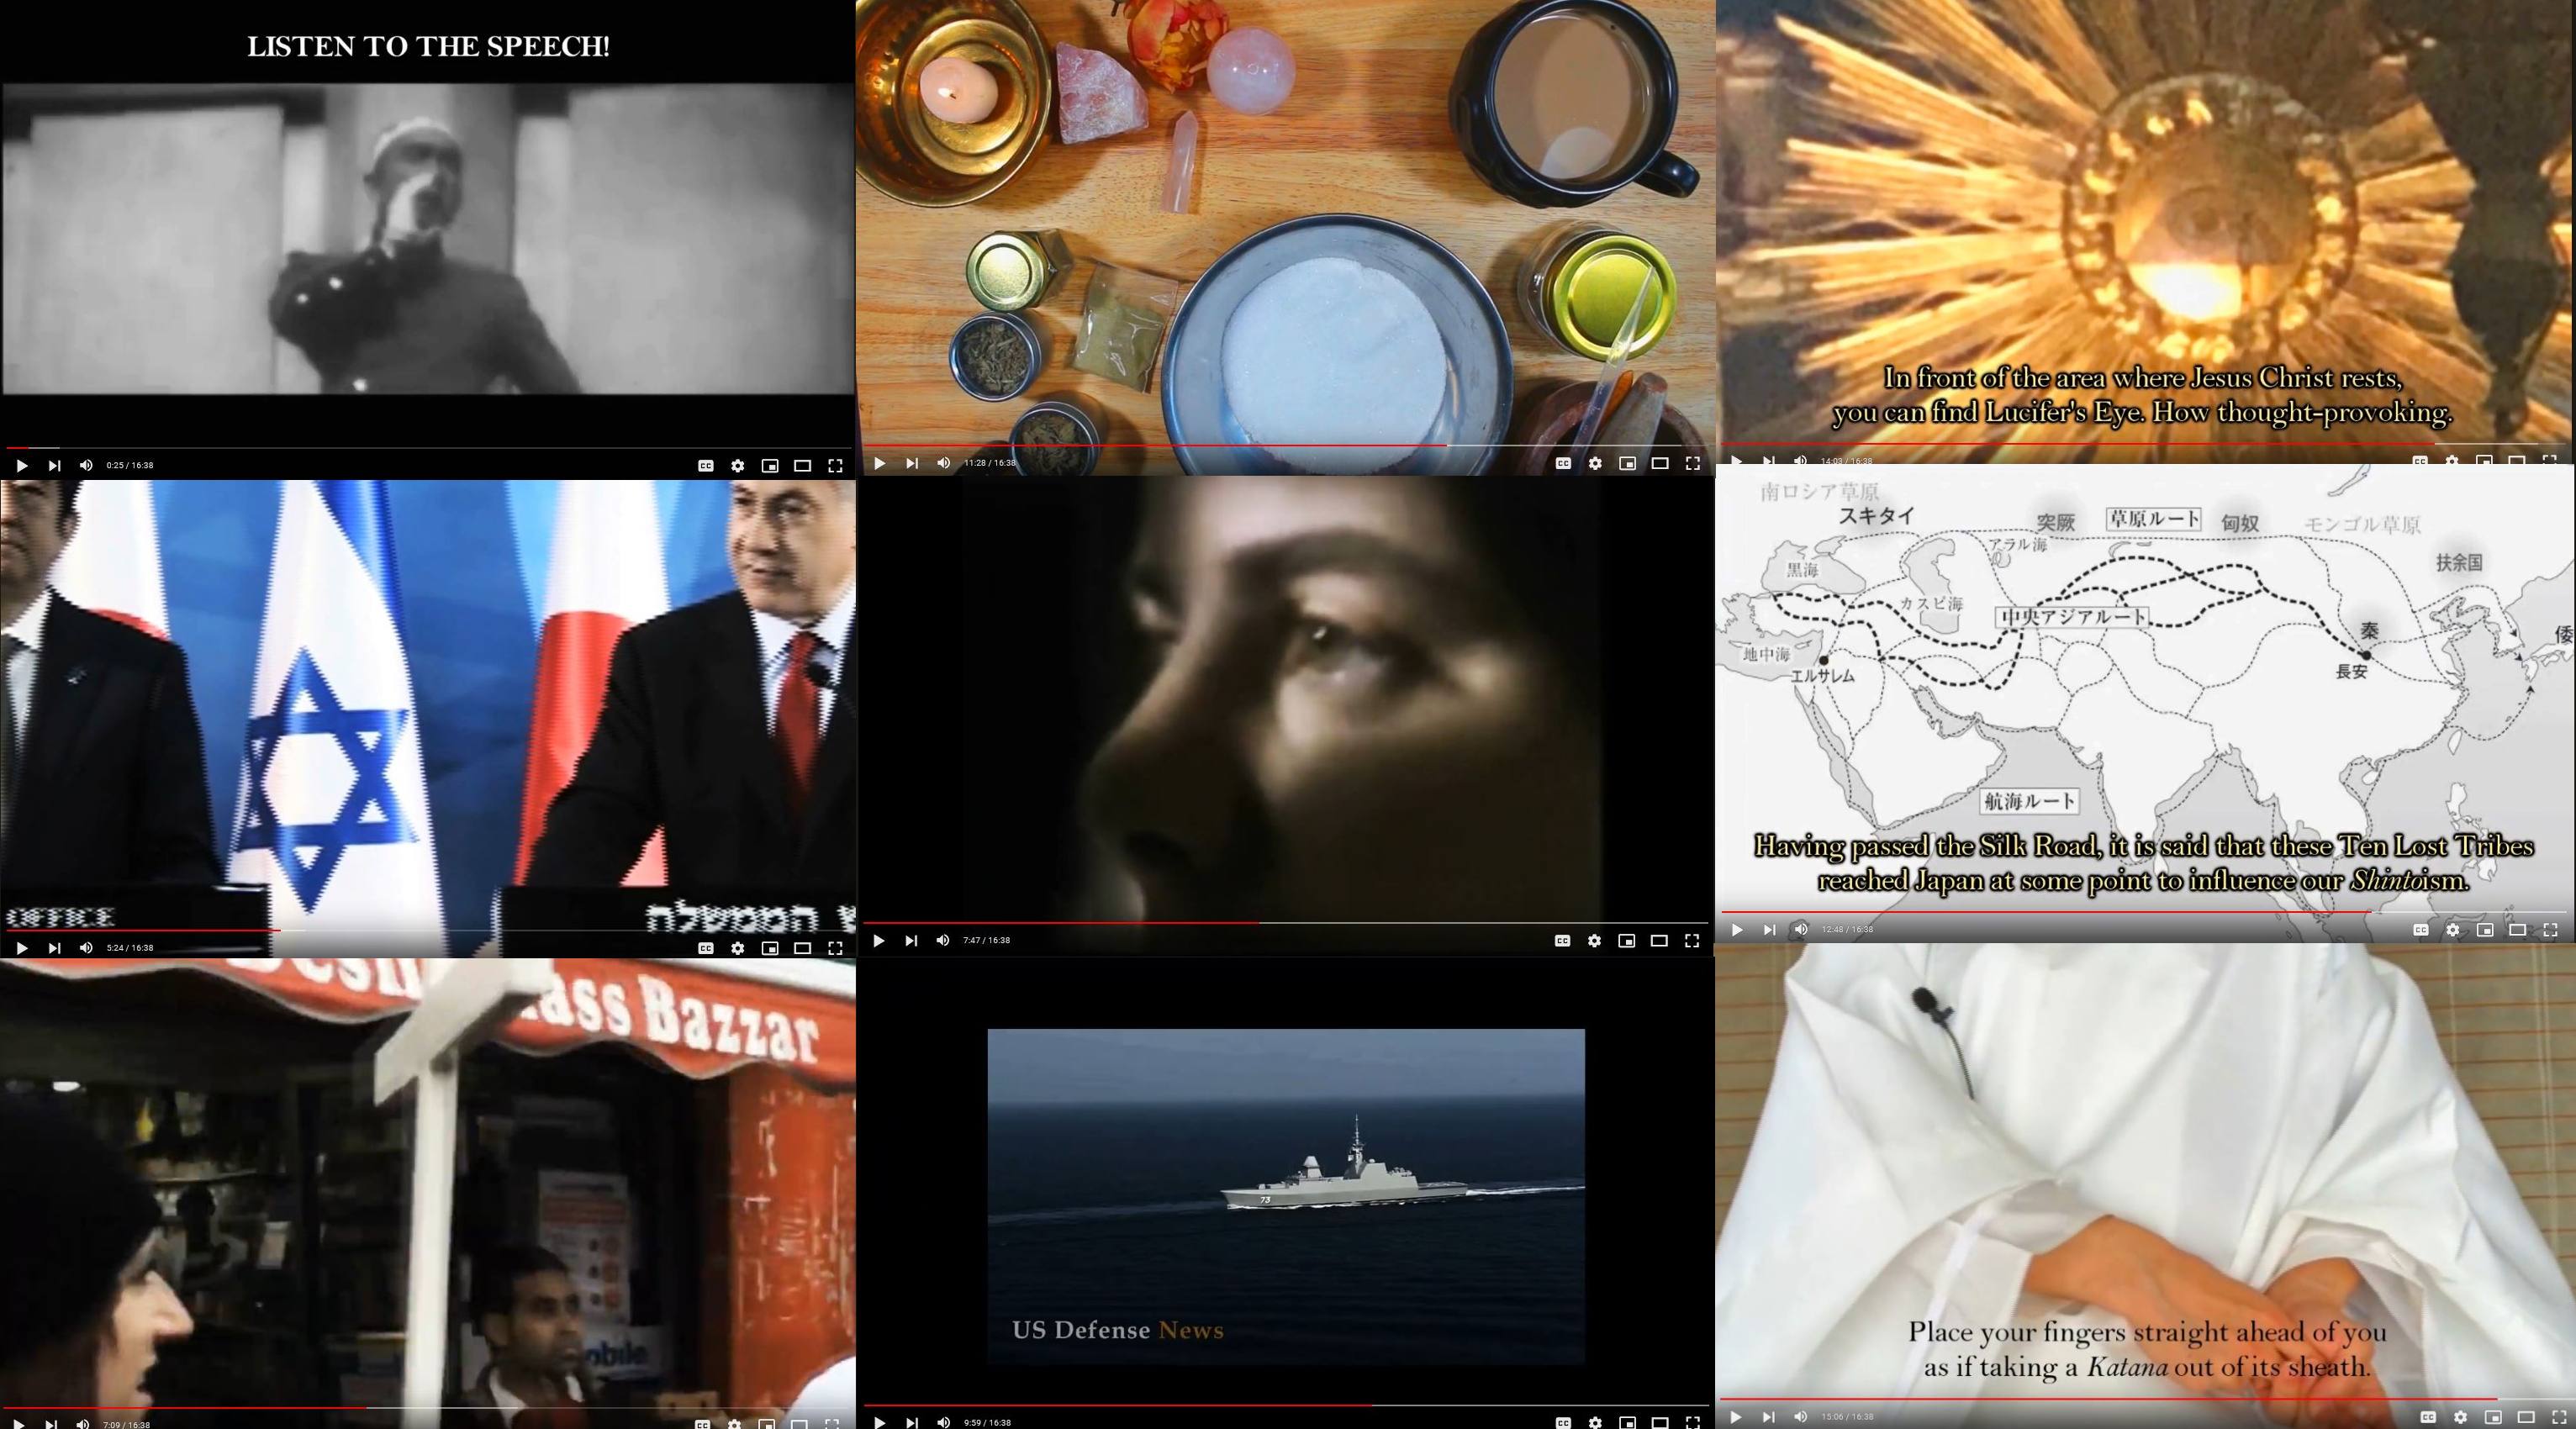 LISTEN TO THE SPEECH!
0:25 / 16:38
CC
11:28 / 16:38
CC
In front of the area where Jesus Christ rests,
you can find Lucifer's Eye. How thought-provoking.
14:03 / 16:38
CC
OFFICE
הממשלה
5:24 / 16:38
CC
7:47 / 16:38
CC
南ロシア草原
スキタイ
突厥
草原ルート
匈奴
モンゴル草原
アラル海
黒海
扶余国
カスピ海
中央アジアルート
秦
倭
地中海
エルサレム
長安
航海ルート
Having passed the Silk Road, it is said that these Ten Lost Tribes
reached Japan at some point to influence our Shintoism.
12:48 / 16:38
CC
Bazzar
7:09 / 16:38
CC
73
US Defense News
9:59 / 16:38
CC
Place your fingers straight ahead of you
as if taking a Katana out of its sheath.
15:06 / 16:38
CC